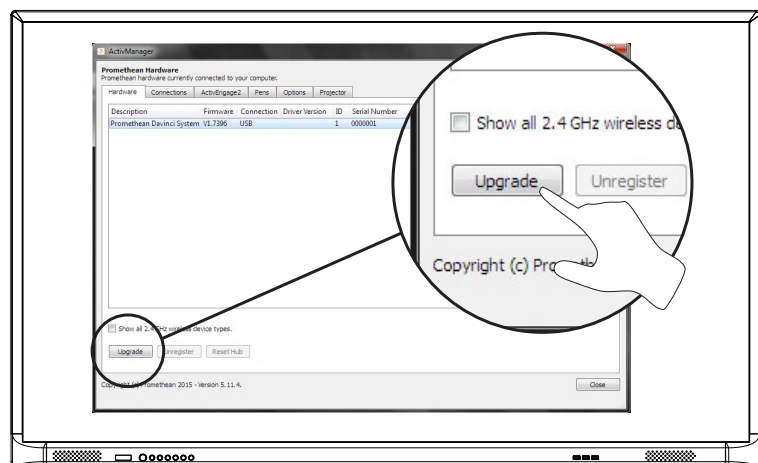 ActivManager
Promethean Hardware
Promethean hardware currently connected to your computer.
Hardware Connections ActivEngage2 Pens Options Projector
Description Firmware Connection Driver Version ID Serial Number
Promethean Davinci System V1.7396 USB 1 0000001
Show all 2.4 GHz wireless device types.
Upgrade Unregister Reset Hub
Copyright (c) Promethean 2015 - Version 5.11.4.
Close
Show all 2.4 GHz wireless de
Upgrade Unregister
Copyright (c) Pro